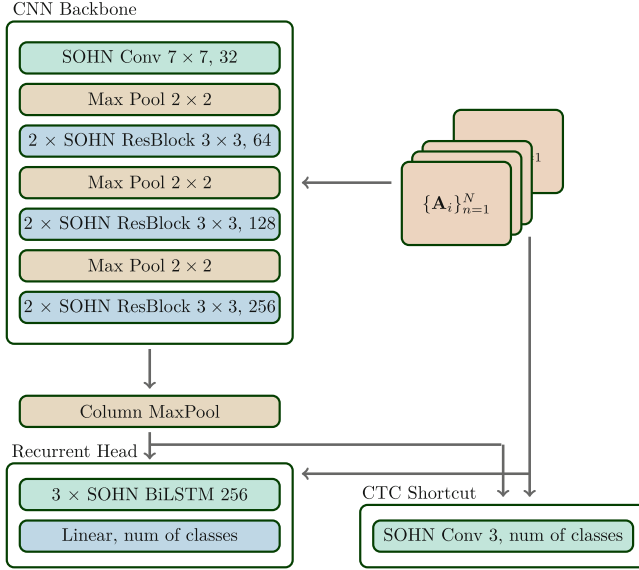 CNN Backbone
SOHN Conv 7 × 7, 32
Max Pool 2 × 2
2 × SOHN ResBlock 3 × 3, 64
Max Pool 2 × 2
2 × SOHN ResBlock 3 × 3, 128
Max Pool 2 × 2
2 × SOHN ResBlock 3 × 3, 256
{𝐀ᵢ}ᴺₙ₌₁
Column MaxPool
Recurrent Head
3 × SOHN BiLSTM 256
Linear, num of classes
CTC Shortcut
SOHN Conv 3, num of classes